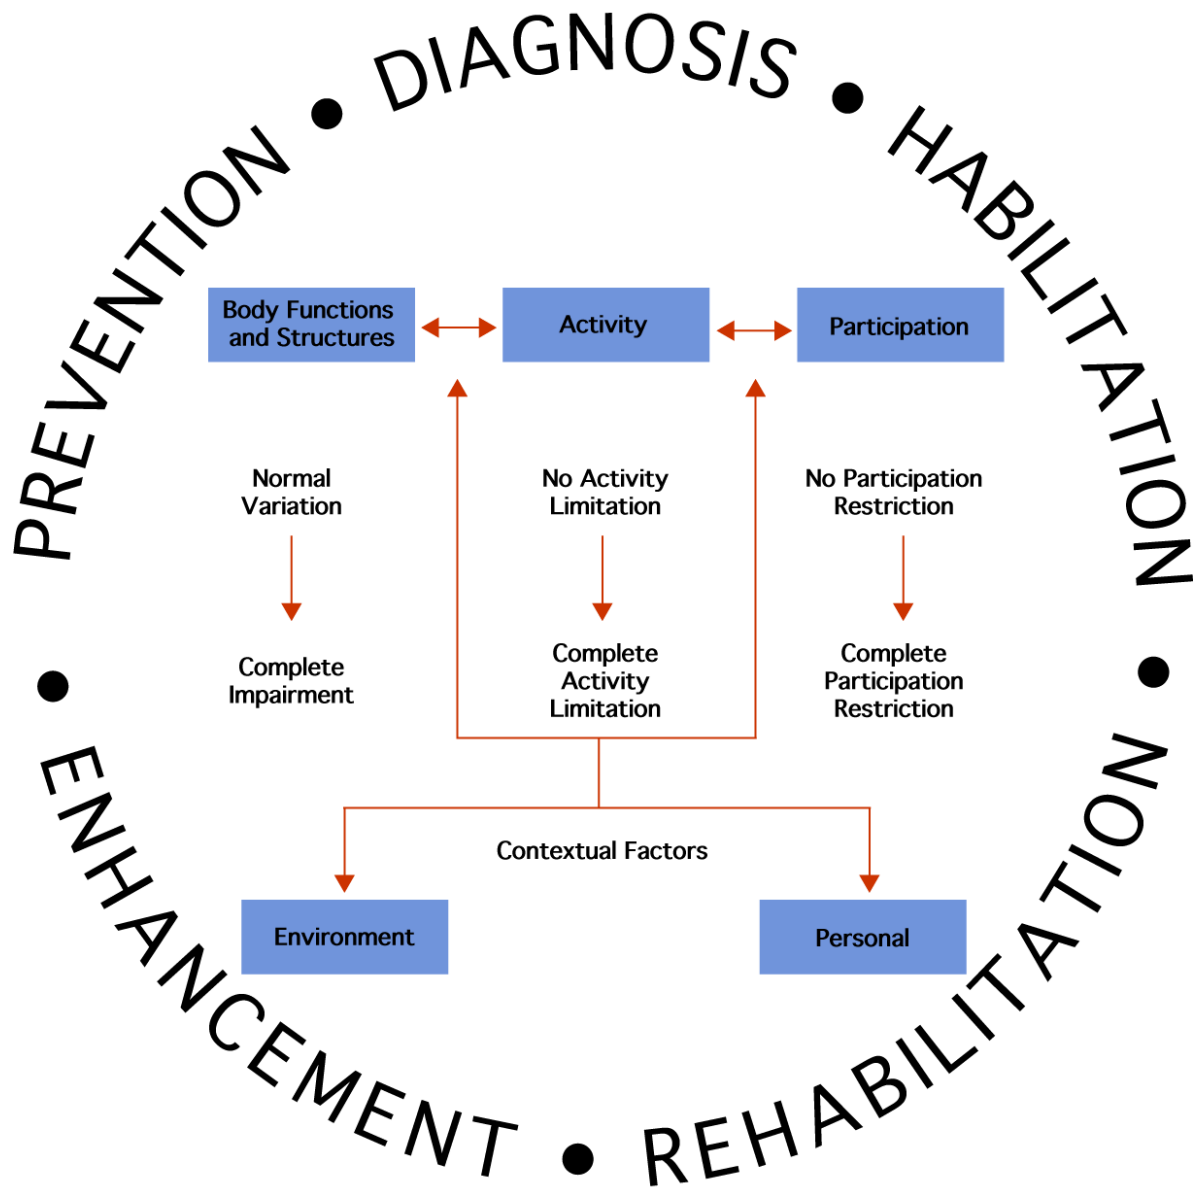 PREVENTION • DIAGNOSIS • HABILITATION • REHABILITATION • ENHANCEMENT •
Body Functions
and Structures
Activity
Participation
Normal
Variation
No Activity
Limitation
No Participation
Restriction
Complete
Impairment
Complete
Activity
Limitation
Complete
Participation
Restriction
Contextual Factors
Environment
Personal